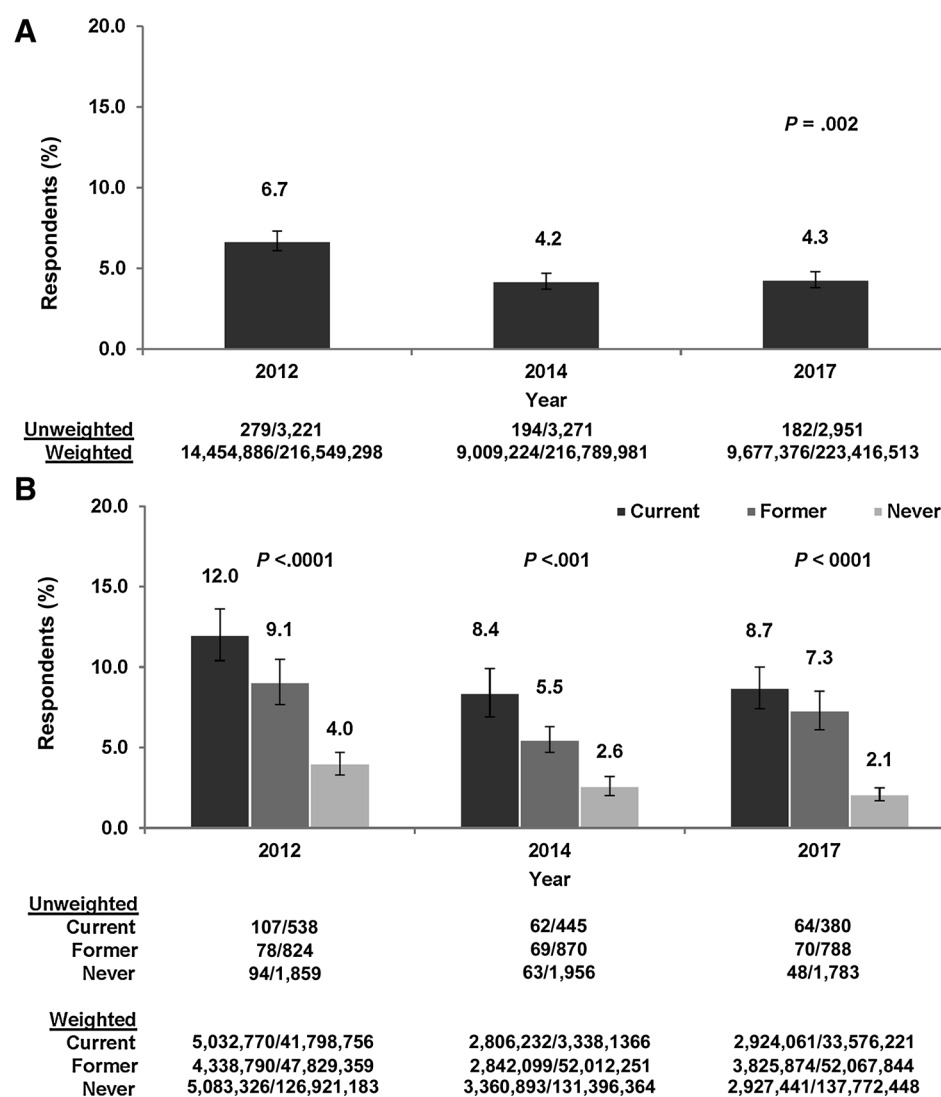 A
20.0
15.0
P = .002
10.0
6.7
4.2
4.3
5.0
0.0
Respondents (%)
2012 2014 2017
Year
Unweighted 279/3,221 194/3,271 182/2,951
Weighted 14,454,886/216,549,298 9,009,224/216,789,981 9,677,376/223,416,513
B
20.0
Current Former Never
P <.0001 P <.001 P < 0001
15.0
12.0
9.1
4.0
8.4
5.5
2.6
8.7
7.3
2.1
10.0
5.0
0.0
Respondents (%)
2012 2014 2017
Year
Unweighted
Current 107/538 62/445 64/380
Former 78/824 69/870 70/788
Never 94/1,859 63/1,956 48/1,783
Weighted
Current 5,032,770/41,798,756 2,806,232/3,338,1366 2,924,061/33,576,221
Former 4,338,790/47,829,359 2,842,099/52,012,251 3,825,874/52,067,844
Never 5,083,326/126,921,183 3,360,893/131,396,364 2,927,441/137,772,448